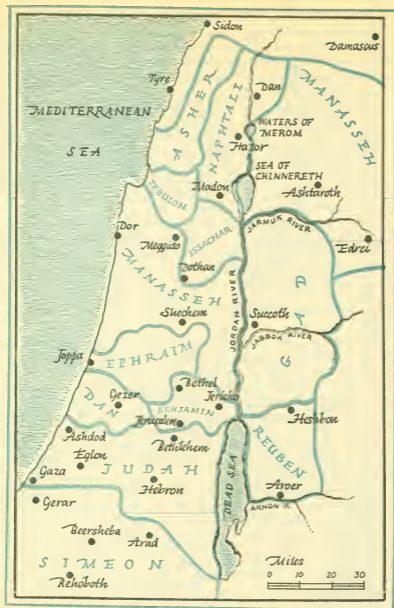 Sidon
Damascus
Tyre
Dan
MANASSEH
MEDITERRANEAN
SEA
ASHER
NAPHTALI
WATERS OF
MEROM
Hazor
SEA OF
CHINNERETH
ZEBULON
Madon
Ashtaroth
Dor
Meggido
ISSACHAR
JARMUK RIVER
Edrei
Dothan
MANASSEH
JORDAN RIVER
GAD
Shechem
Succoth
JABBOK RIVER
Joppa
EPHRAIM
DAN
Gezer
Bethel
BENJAMIN
Jericho
Jerusalem
Heshbon
Ashdod
Bethlehem
REUBEN
Eglon
Gaza
JUDAH
Hebron
DEAD SEA
Aroer
ARNON R.
Gerar
Beersheba
Arad
SIMEON
Rehoboth
Miles
0 10 20 30